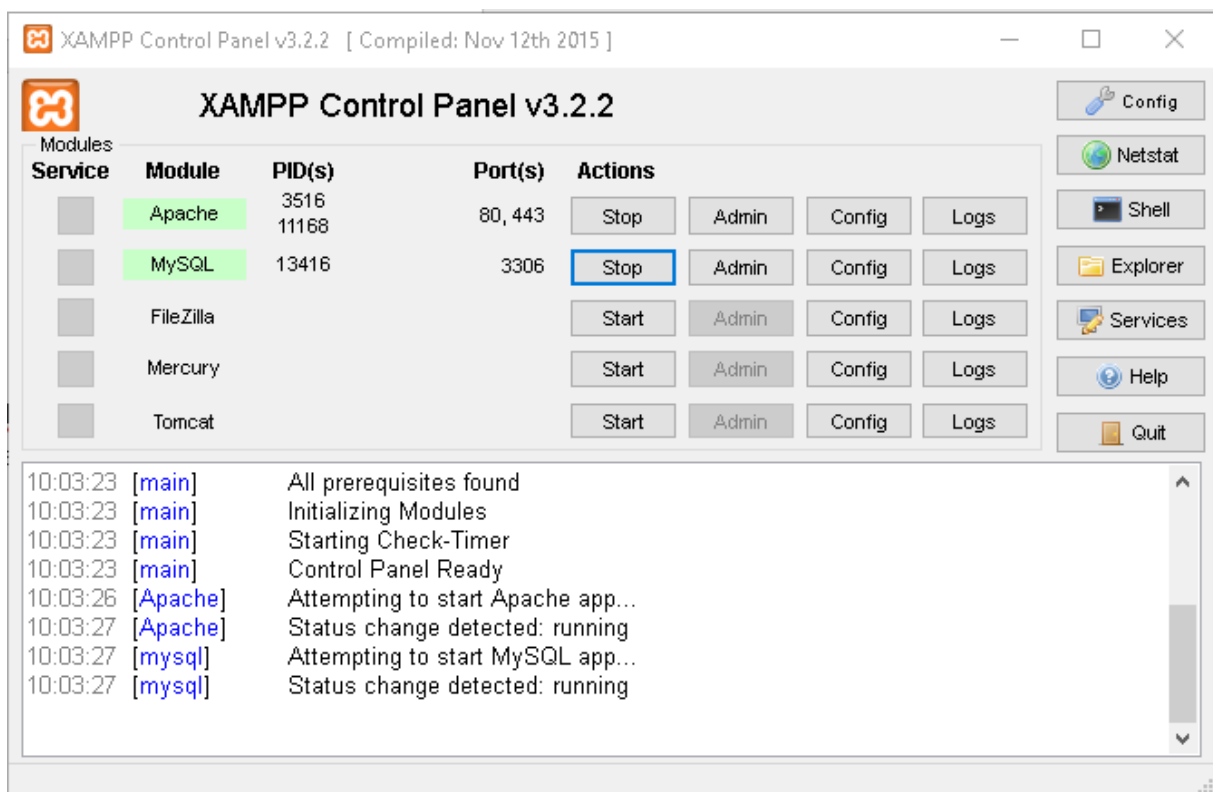 XAMPP Control Panel v3.2.2 [ Compiled: Nov 12th 2015 ]
XAMPP Control Panel v3.2.2
Config
Modules
Service Module PID(s) Port(s) Actions
Netstat
Apache 3516 11168 80, 443 Stop Admin Config Logs
Shell
MySQL 13416 3306 Stop Admin Config Logs
Explorer
FileZilla Start Admin Config Logs
Services
Mercury Start Admin Config Logs
Help
Tomcat Start Admin Config Logs
Quit
10:03:23 [main] All prerequisites found
10:03:23 [main] Initializing Modules
10:03:23 [main] Starting Check-Timer
10:03:23 [main] Control Panel Ready
10:03:26 [Apache] Attempting to start Apache app...
10:03:27 [Apache] Status change detected: running
10:03:27 [mysql] Attempting to start MySQL app...
10:03:27 [mysql] Status change detected: running